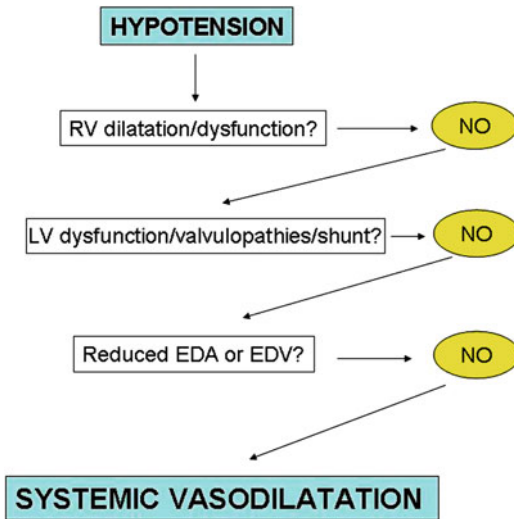 HYPOTENSION
RV dilatation/dysfunction?
NO
LV dysfunction/valvulopathies/shunt?
NO
Reduced EDA or EDV?
NO
SYSTEMIC VASODILATATION